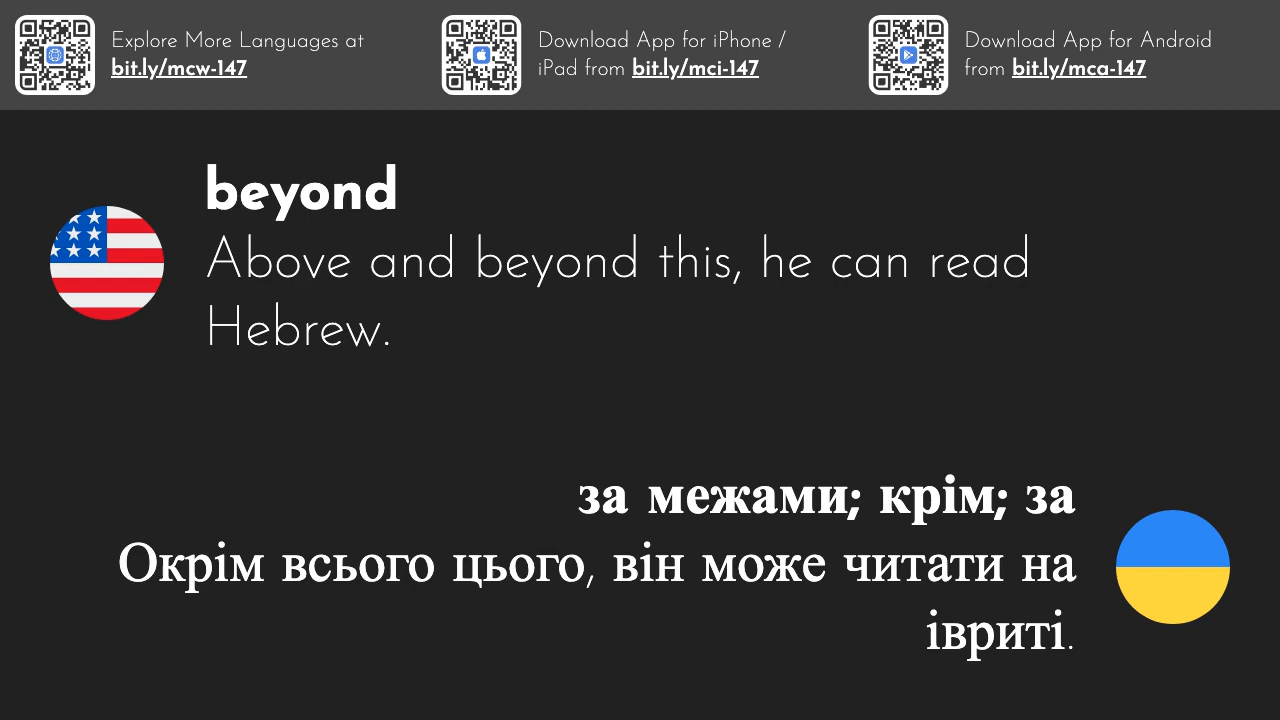 Explore More Languages at
bit.ly/mcw-147
Download App for iPhone /
iPad from bit.ly/mci-147
Download App for Android
from bit.ly/mca-147
beyond
Above and beyond this, he can read
Hebrew.
за межами; крім; за
Окрім всього цього, він може читати на
івриті.